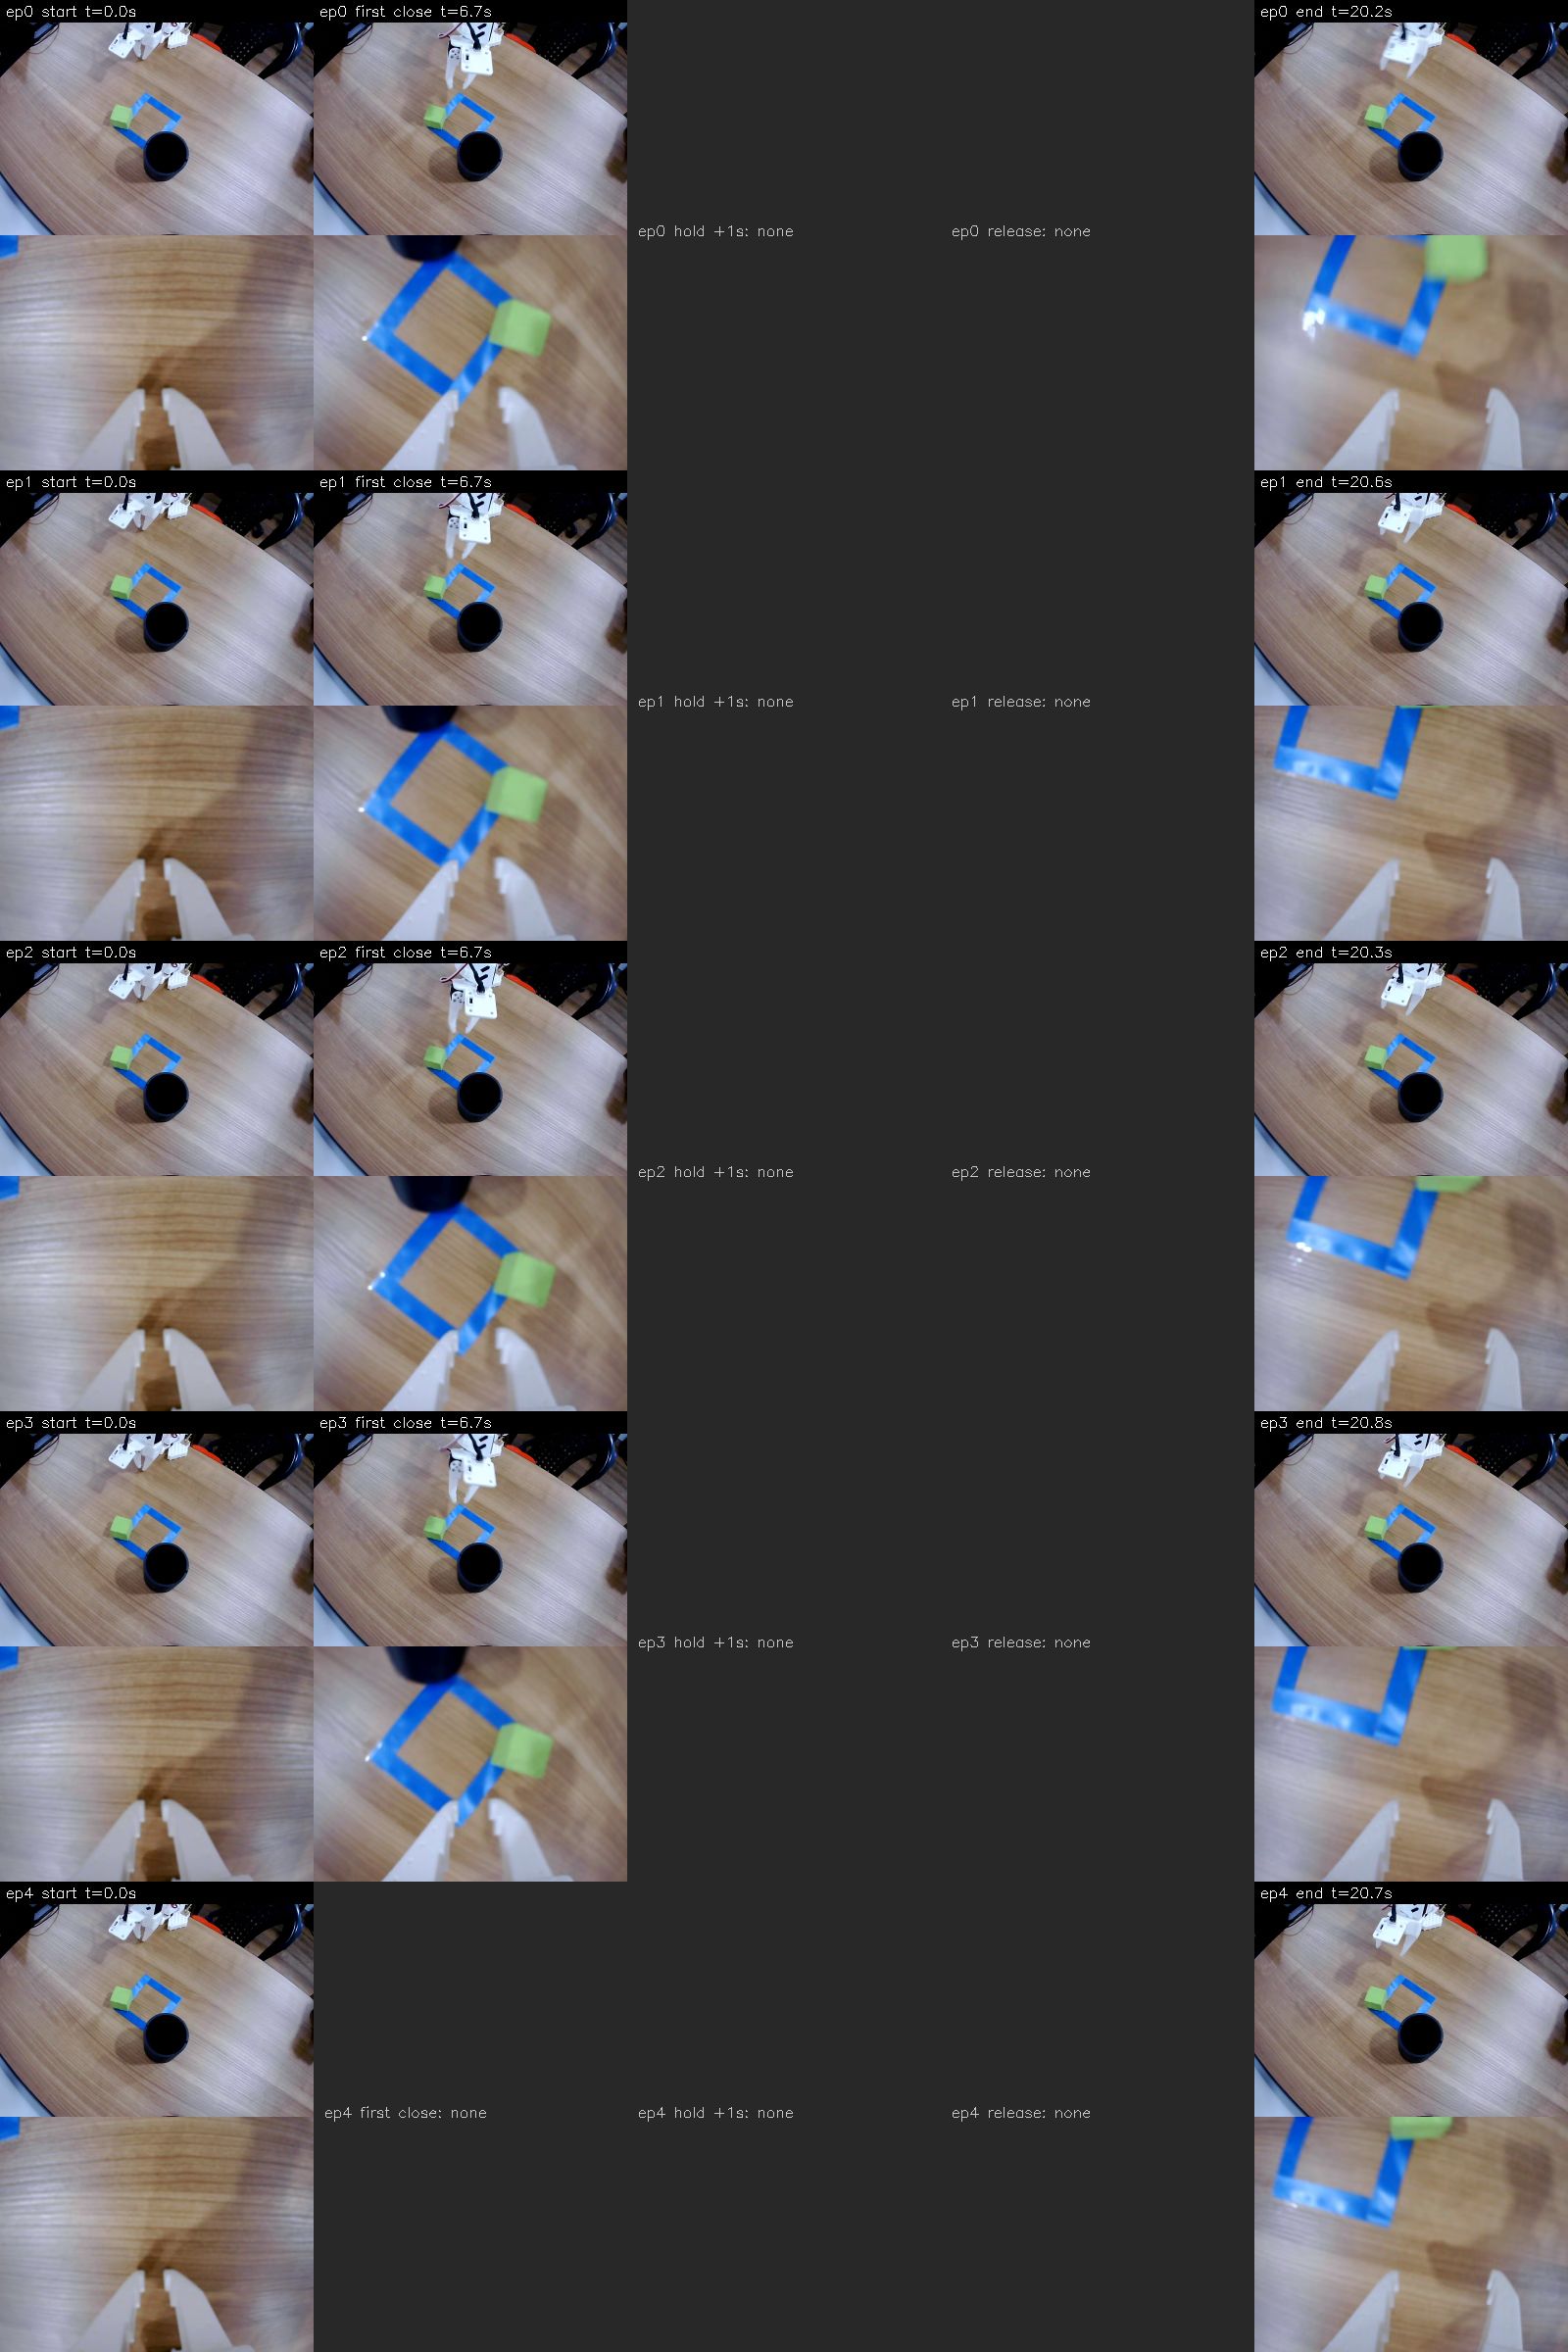 ep0 start t=0.0s
ep0 first close t=6.7s
ep0 end t=20.2s
ep0 hold +1s: none
ep0 release: none
ep1 start t=0.0s
ep1 first close t=6.7s
ep1 end t=20.6s
ep1 hold +1s: none
ep1 release: none
ep2 start t=0.0s
ep2 first close t=6.7s
ep2 end t=20.3s
ep2 hold +1s: none
ep2 release: none
ep3 start t=0.0s
ep3 first close t=6.7s
ep3 end t=20.8s
ep3 hold +1s: none
ep3 release: none
ep4 start t=0.0s
ep4 end t=20.7s
ep4 first close: none
ep4 hold +1s: none
ep4 release: none